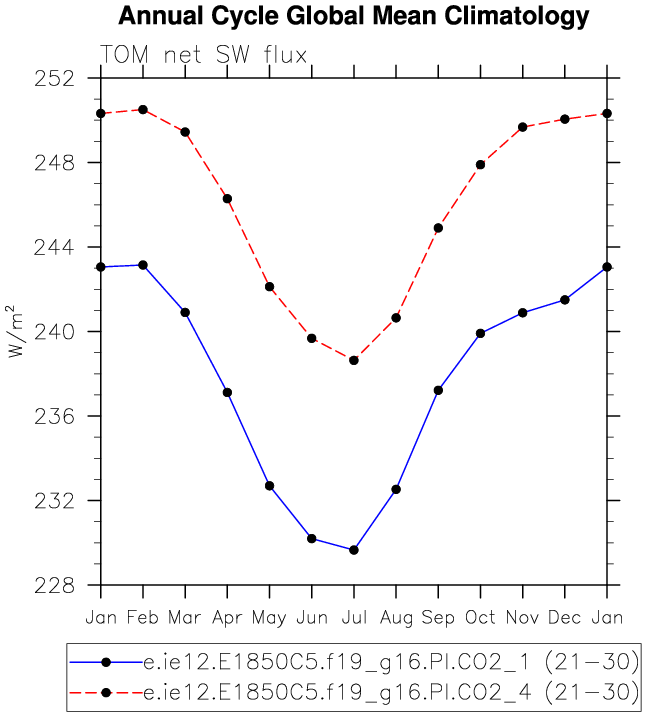 Annual Cycle Global Mean Climatology
TOM net SW flux
252
248
244
240
236
232
228
W/m²
Jan Feb Mar Apr May Jun Jul Aug Sep Oct Nov Dec Jan
e.ie12.E1850C5.f19_g16.PI.CO2_1 (21-30)
e.ie12.E1850C5.f19_g16.PI.CO2_4 (21-30)